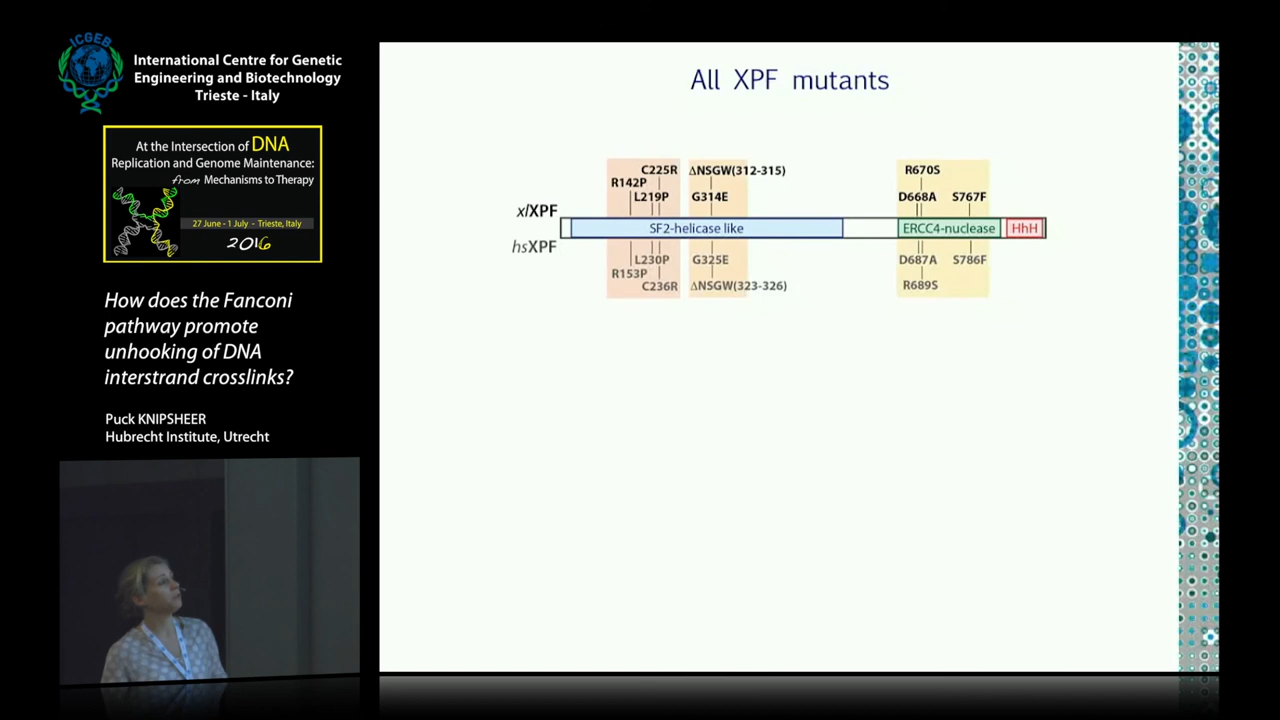 ICGEB
International Centre for Genetic
Engineering and Biotechnology
Trieste - Italy
At the Intersection of DNA
Replication and Genome Maintenance:
from Mechanisms to Therapy
27 June - 1 July - Trieste, Italy
2016
How does the Fanconi
pathway promote
unhooking of DNA
interstrand crosslinks?
Puck KNIPSHEER
Hubrecht Institute, Utrecht
All XPF mutants
C225R ΔNSGW(312-315) R670S
R142P
L219P G314E D668A S767F
xlXPF
SF2-helicase like ERCC4-nuclease HhH
hsXPF
L230P G325E D687A S786F
R153P
C236R ΔNSGW(323-326) R689S